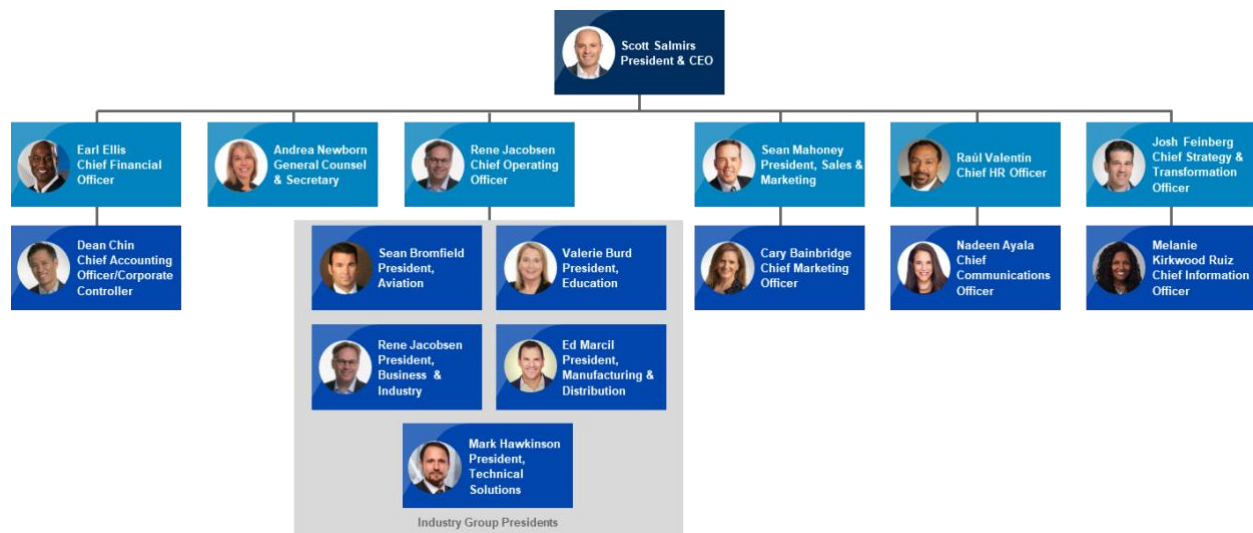 Scott Salmirs
President & CEO
Earl Ellis
Chief Financial
Officer
Andrea Newborn
General Counsel
& Secretary
Rene Jacobsen
Chief Operating
Officer
Sean Mahoney
President, Sales &
Marketing
Raúl Valentín
Chief HR Officer
Josh Feinberg
Chief Strategy &
Transformation
Officer
Dean Chin
Chief Accounting
Officer/Corporate
Controller
Sean Bromfield
President,
Aviation
Valerie Burd
President,
Education
Cary Bainbridge
Chief Marketing
Officer
Nadeen Ayala
Chief
Communications
Officer
Melanie
Kirkwood Ruiz
Chief Information
Officer
Rene Jacobsen
President,
Business & 
Industry
Ed Marcil
President,
Manufacturing &
Distribution
Mark Hawkinson
President,
Technical
Solutions
Industry Group Presidents